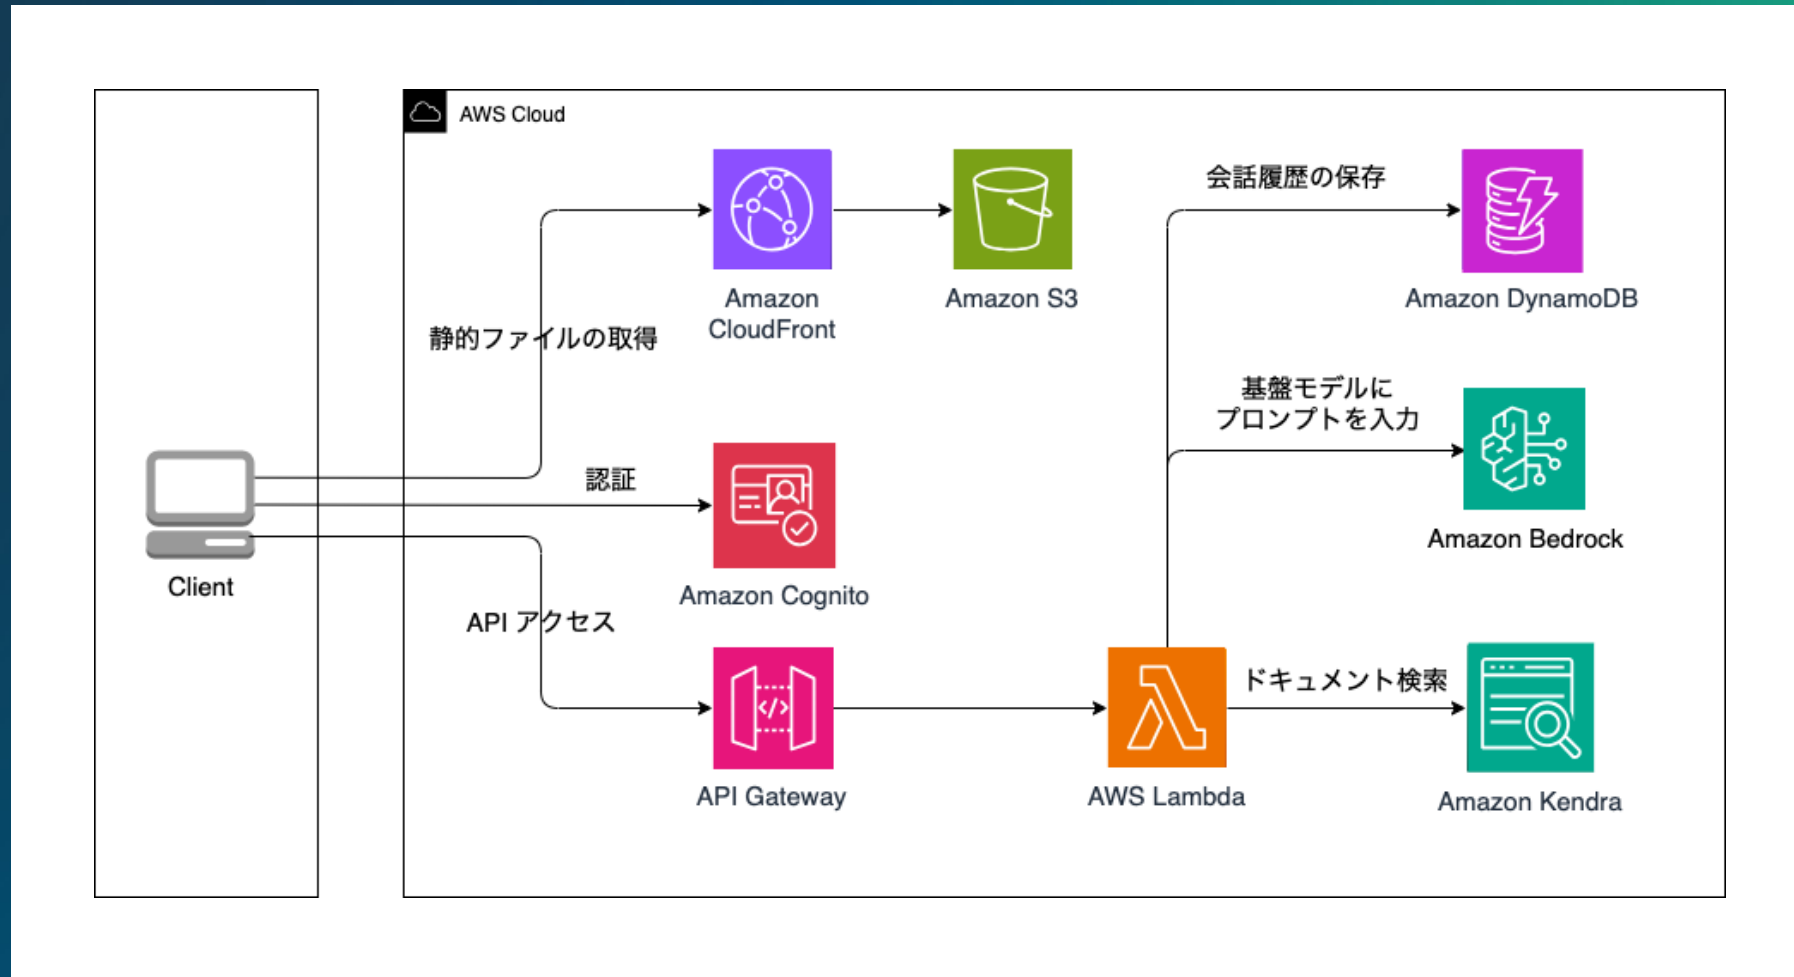 AWS Cloud
会話履歴の保存
Amazon
CloudFront
Amazon S3
Amazon DynamoDB
静的ファイルの取得
基盤モデルに
プロンプトを入力
認証
Amazon Bedrock
Client
Amazon Cognito
API アクセス
ドキュメント検索
API Gateway
AWS Lambda
Amazon Kendra